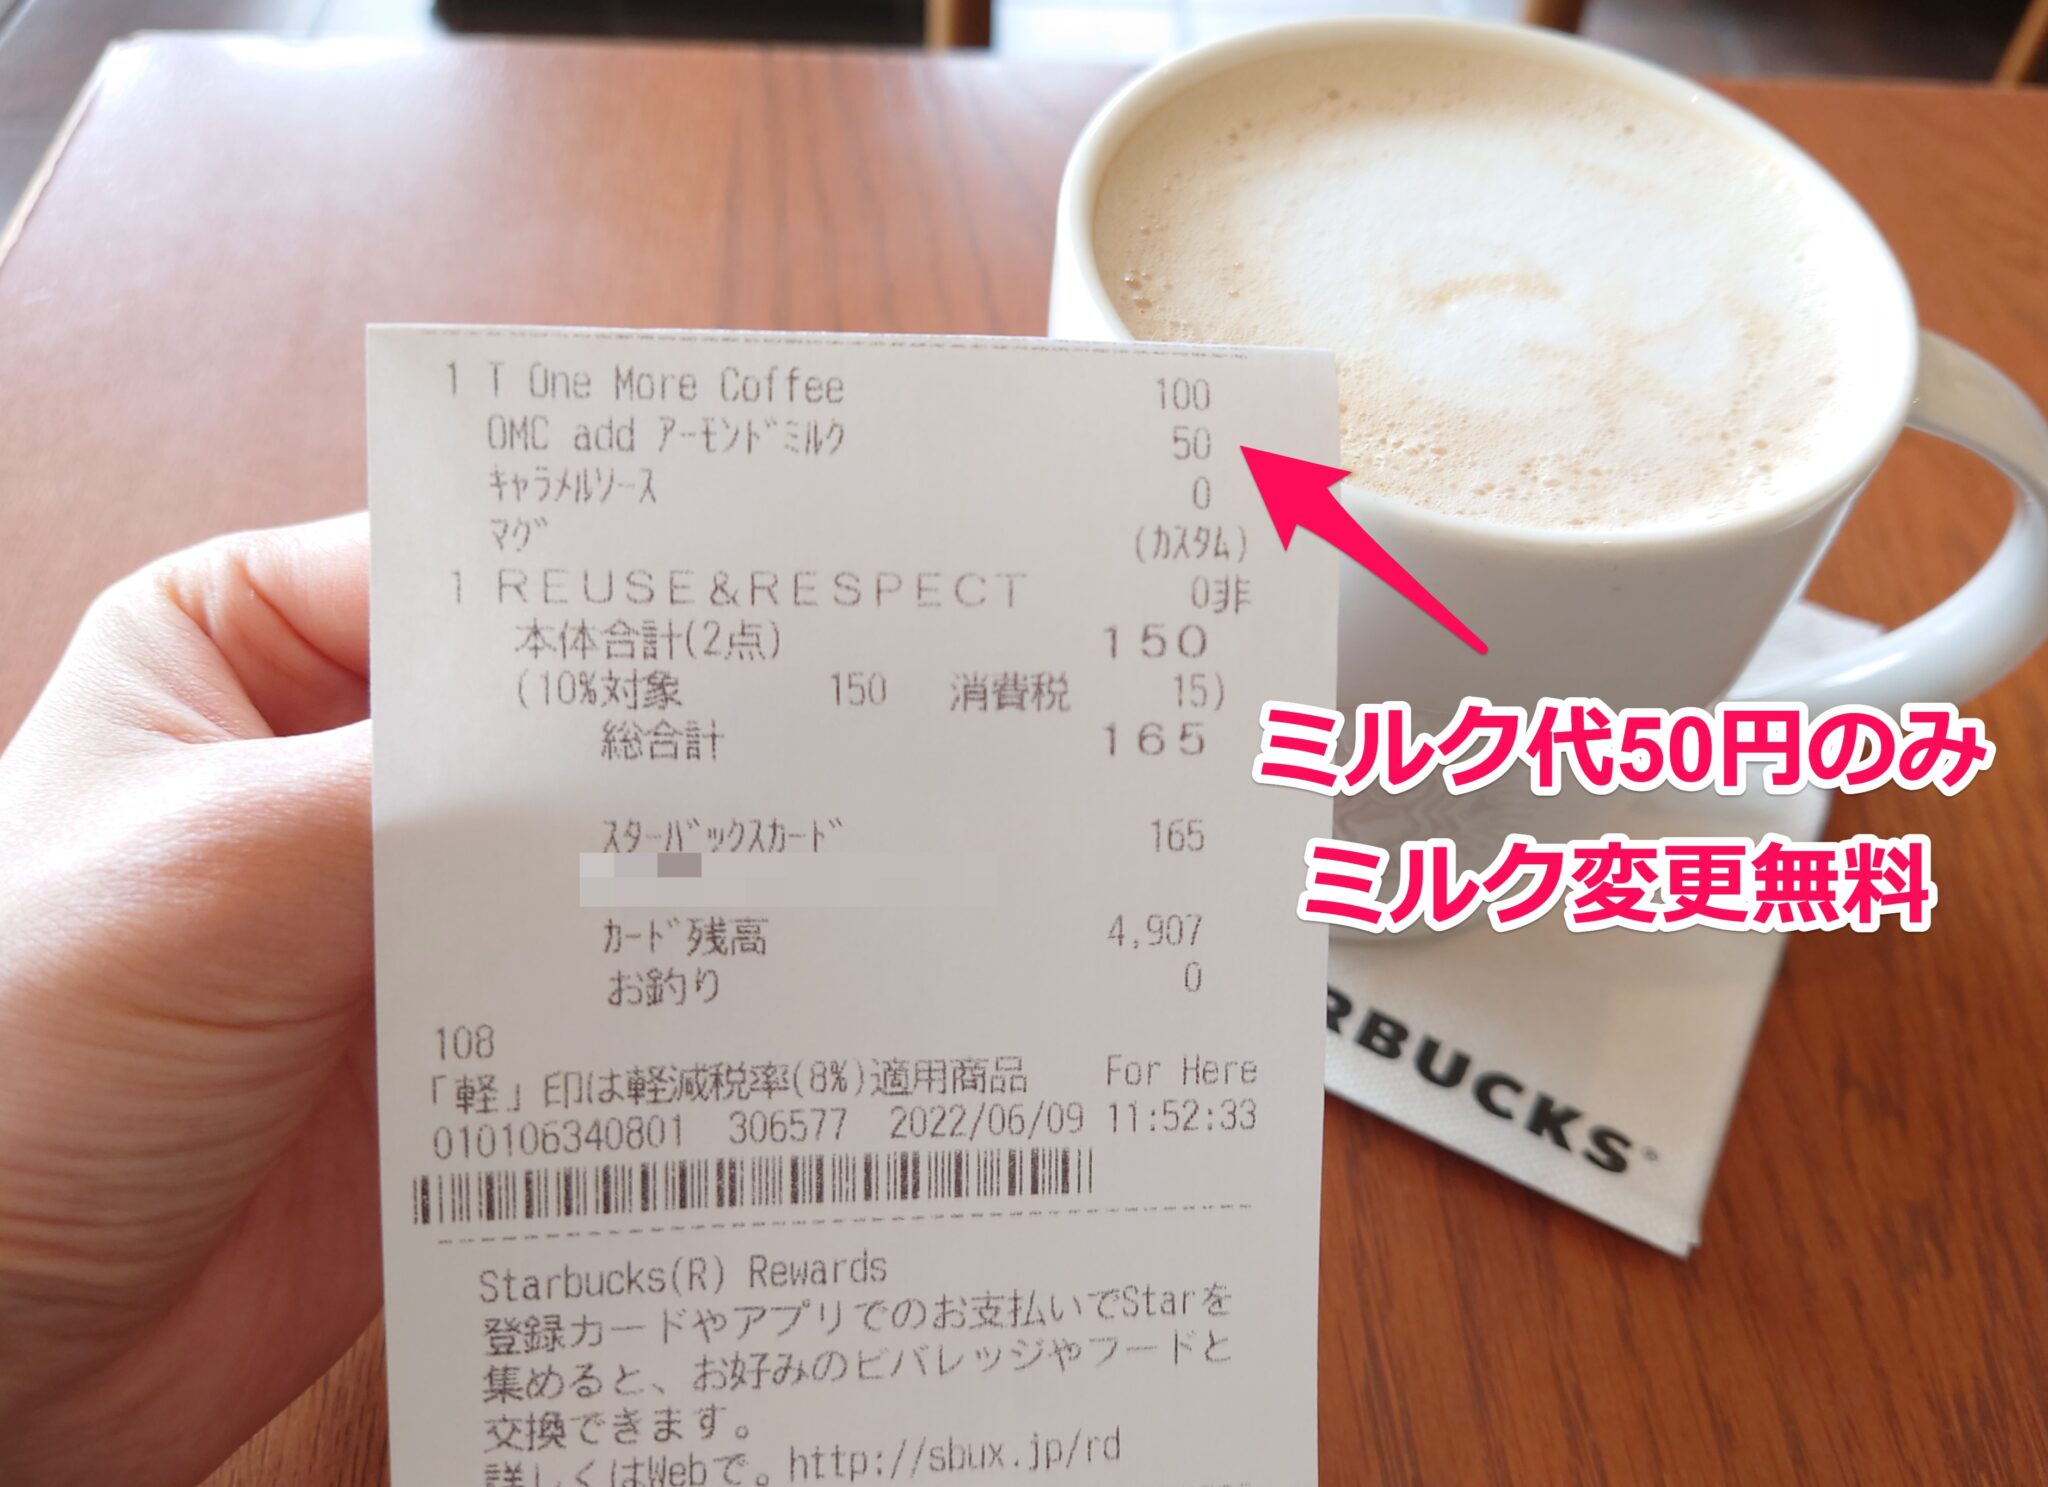 1 T One More Coffee 100
OMC add ｱｰﾓﾝﾄﾞﾐﾙｸ 50
ｷｬﾗﾒﾙｿｰｽ 0
ﾏｸﾞ (ｶｽﾀﾑ)
1 ＲＥＵＳＥ＆ＲＥＳＰＥＣＴ 0非
本体合計(2点) 150
(10%対象 150 消費税 15)
総合計 165
ｽﾀｰﾊﾞｯｸｽｶｰﾄﾞ 165
ｶｰﾄﾞ残高 4,907
お釣り 0
108
「軽」印は軽減税率(8%)適用商品 For Here
010106340801 306577 2022/06/09 11:52:33
Starbucks(R) Rewards
登録カードやアプリでのお支払いでStarを
集めると、お好みのビバレッジやフードと
交換できます。
詳しくはWebで。http://sbux.jp/rd
ミルク代50円のみ
ミルク変更無料
RBUCKS®